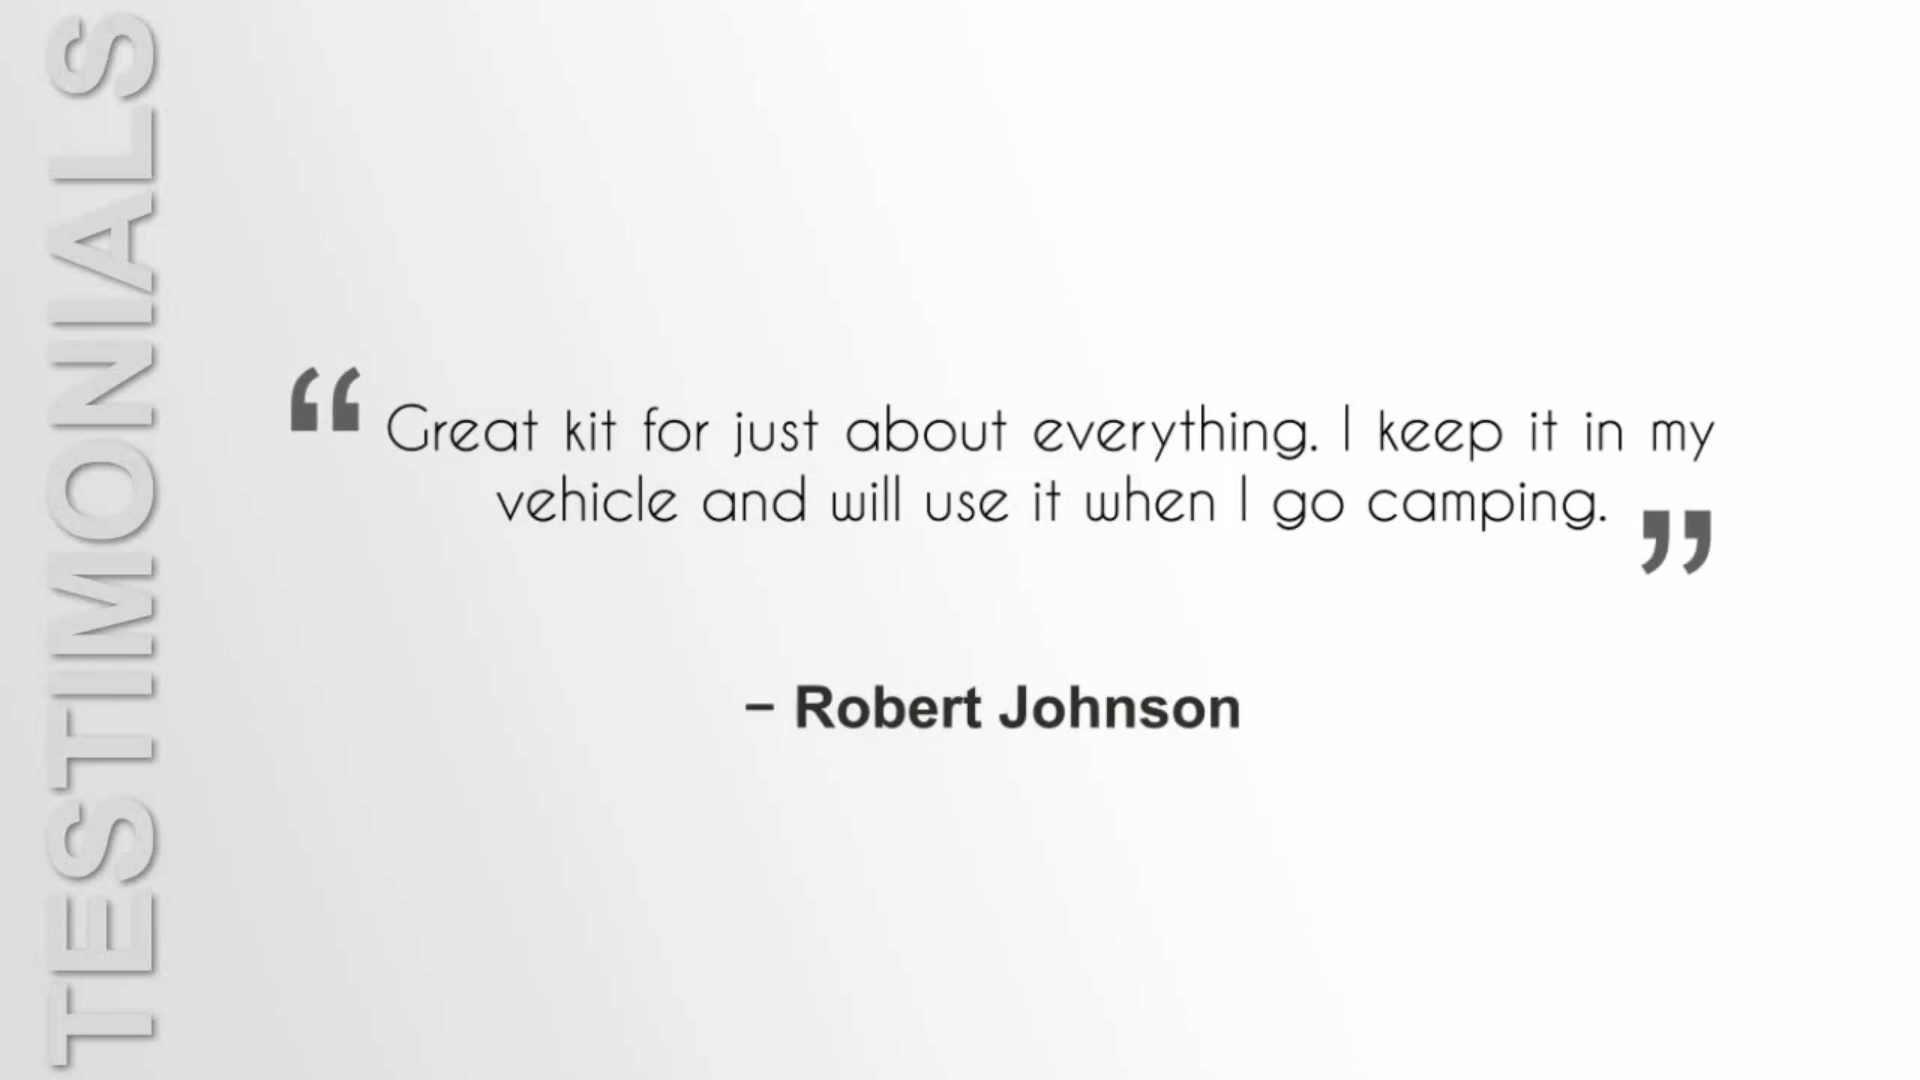 TESTIMONIALS
“Great kit for just about everything. I keep it in my
vehicle and will use it when I go camping.”
– Robert Johnson